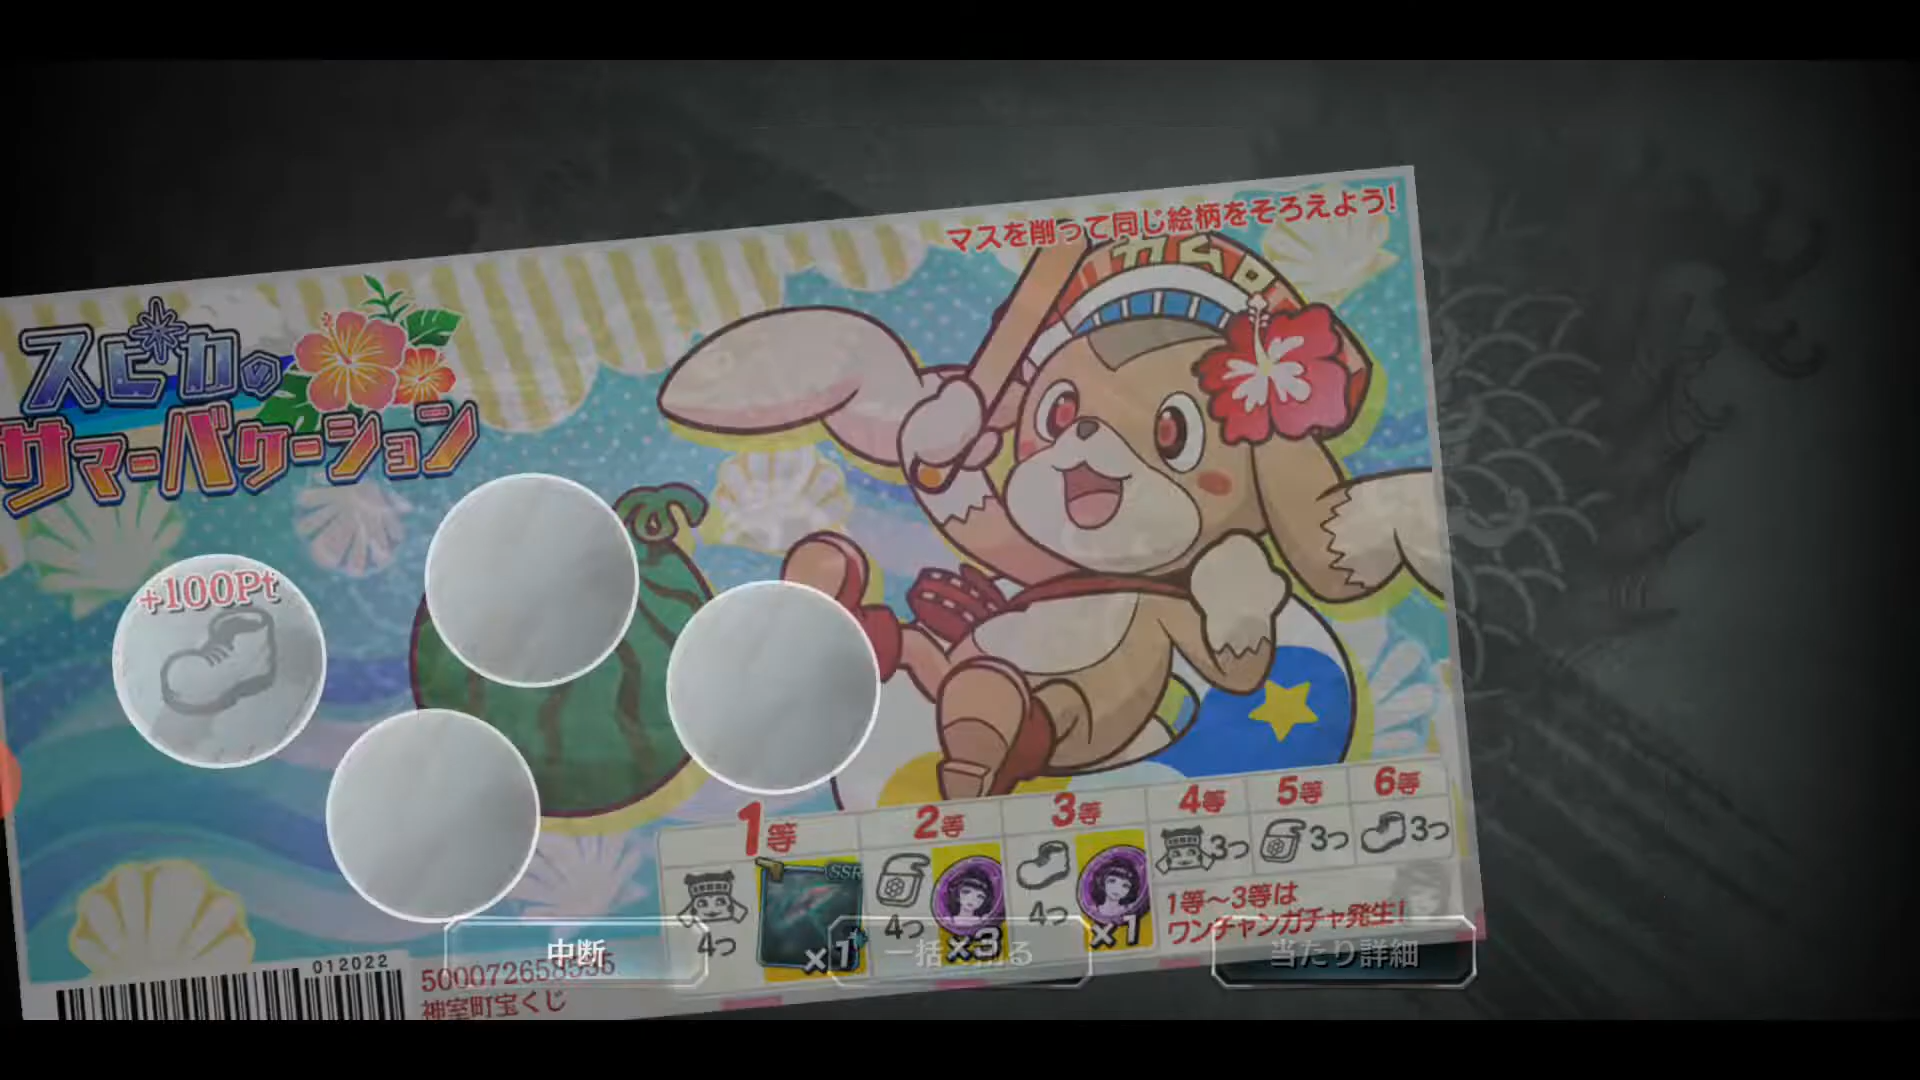 マスを削って同じ絵柄をそろえよう!
カムロ
スピカの
サマーバケーション
+100Pt
1等 2等 3等 4等 5等 6等
4つ SSR ×1 4つ ×3 4つ ×1 3つ 3つ 3つ
1等～3等は
ワンチャンガチャ発生!
012022
神室町宝くじ
中断
一括 る
当たり詳細